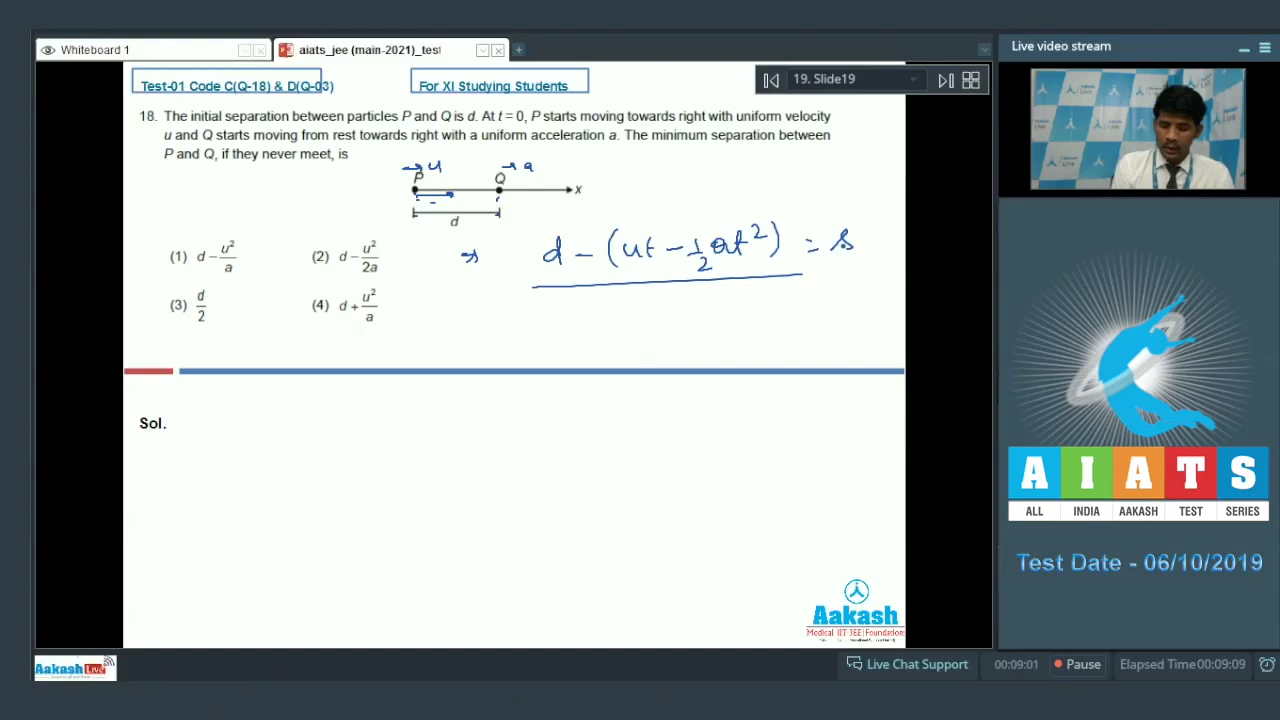 Whiteboard 1
aiats_jee (main-2021)_test
Live video stream
Test-01 Code C(Q-18) & D(Q-03)
For XI Studying Students
19. Slide19
18. The initial separation between particles P and Q is d. At t = 0, P starts moving towards right with uniform velocity
u and Q starts moving from rest towards right with a uniform acceleration a. The minimum separation between
P and Q, if they never meet, is
→ u
→ a
P
Q
x
d
(1) d − u²/a
(2) d − u²/2a
⇒ d − (ut − 1/2 at²) = s
(3) d/2
(4) d + u²/a
Sol.
A I A T S
ALL INDIA AAKASH TEST SERIES
Test Date - 06/10/2019
Aakash
Medical IIT-JEE Foundations
Aakash Live
Live Chat Support
00:09:01
Pause
Elapsed Time 00:09:09